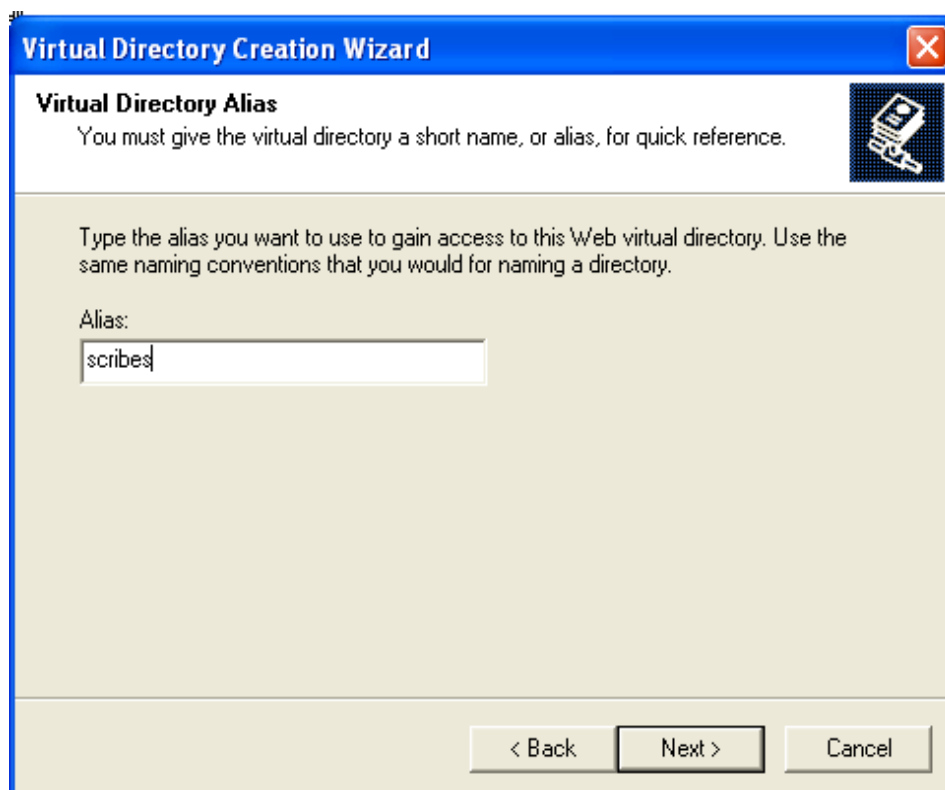 Virtual Directory Creation Wizard
Virtual Directory Alias
You must give the virtual directory a short name, or alias, for quick reference.
Type the alias you want to use to gain access to this Web virtual directory. Use the
same naming conventions that you would for naming a directory.
Alias:
scribes
< Back Next > Cancel